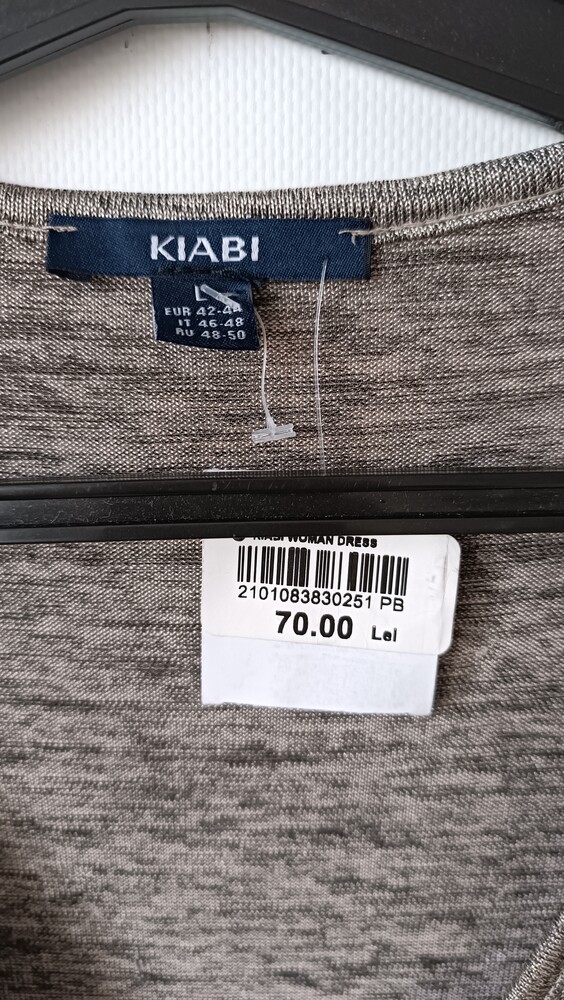 KIABI
L
EUR 42-44
IT 46-48
RU 48-50
KIABI WOMAN DRESS
2101083830251 PB
70.00 Lei